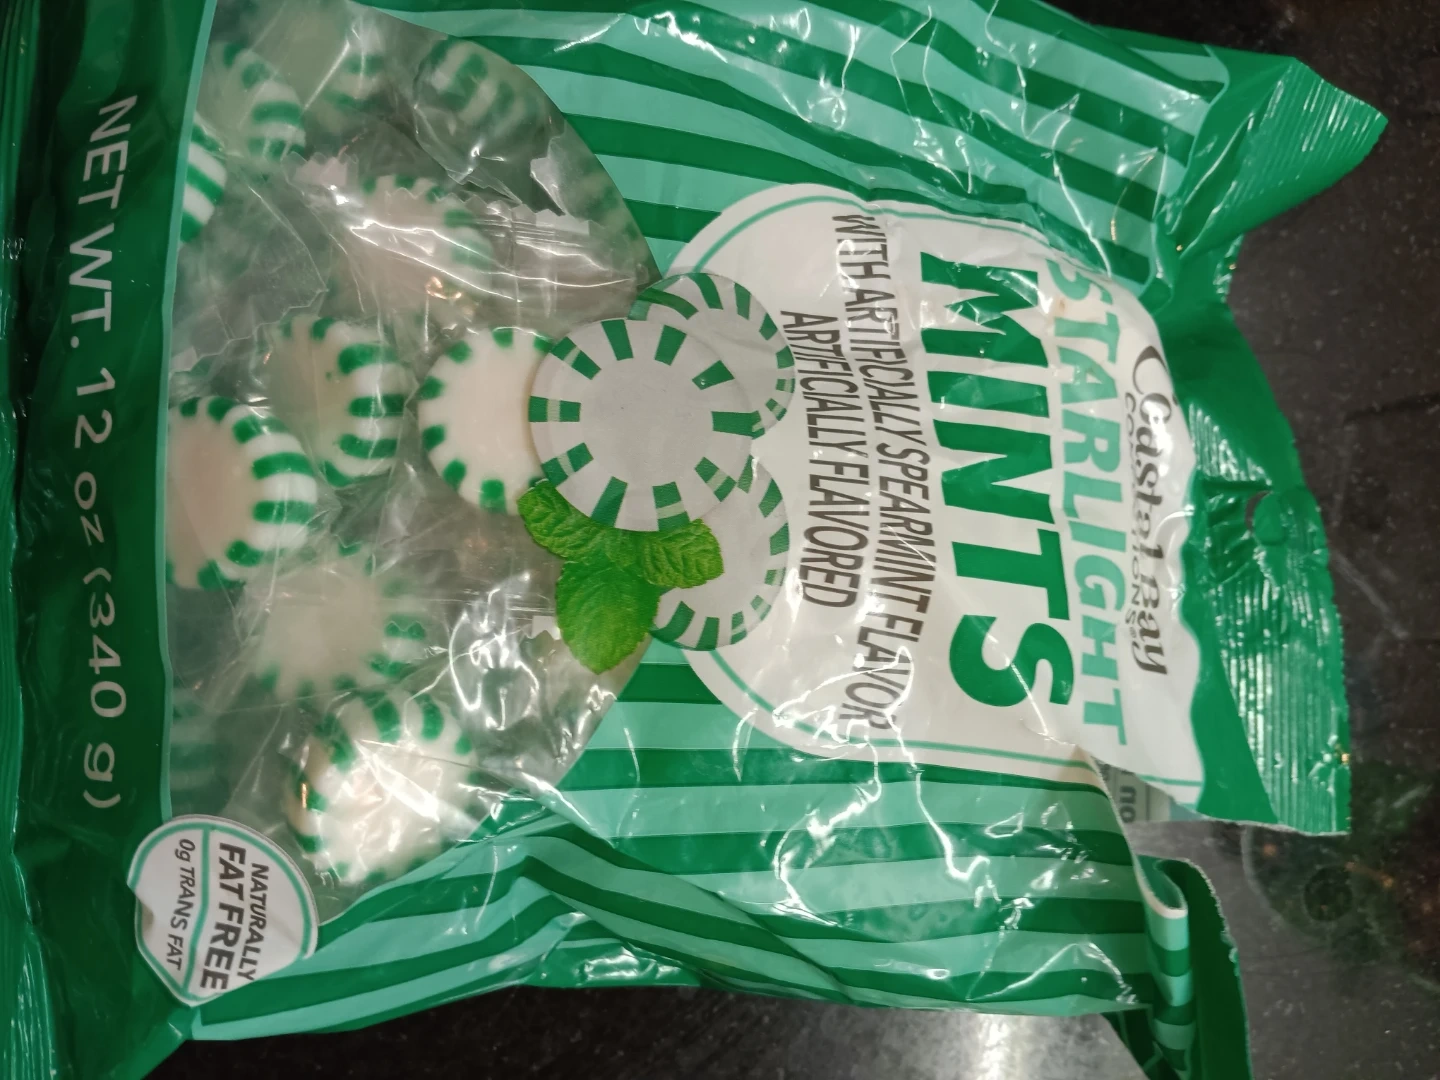 Coastal Bay
CONFECTIONS
STARLIGHT
MINTS
WITH ARTIFICIALLY SPEARMINT FLAVOR
ARTIFICIALLY FLAVORED
NATURALLY
FAT FREE
0g TRANS FAT
NET WT. 12 oz (340 g)